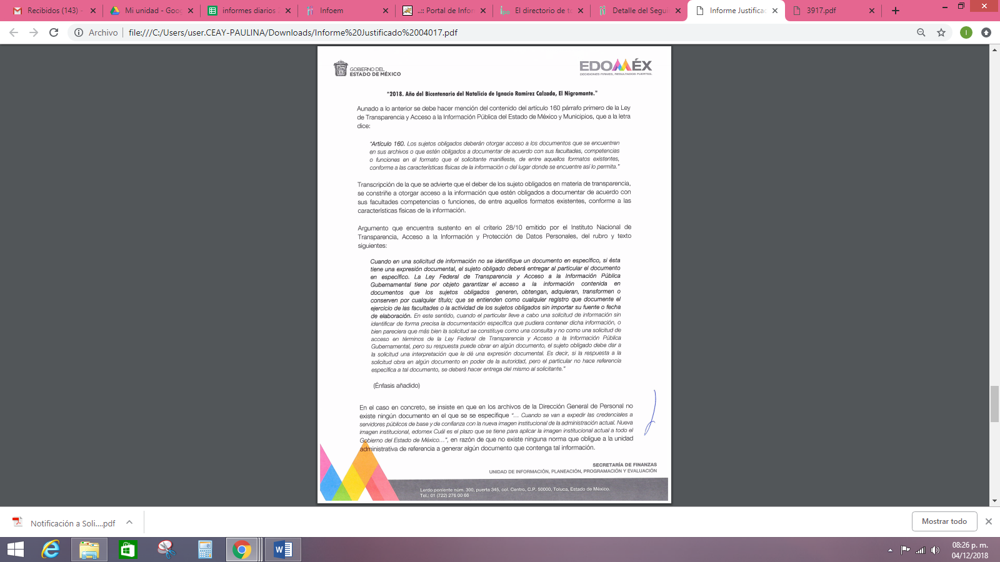 Recibidos (143) -
Mi unidad - Goo
informes diarios 2
Infoem
..:: Portal de Infor
El directorio de t
Detalle del Segui
Informe Justifica
3917.pdf
Archivo
file:///C:/Users/user.CEAY-PAULINA/Downloads/Informe%20Justificado%2004017.pdf
I
GOBIERNO DEL
ESTADO DE MÉXICO
EDOMÉX
DECISIONES FIRMES, RESULTADOS FUERTES.
"2018. Año del Bicentenario del Natalicio de Ignacio Ramírez Calzada, El Nigromante."
Aunado a lo anterior se debe hacer mención del contenido del artículo 160 párrafo primero de la Ley
de Transparencia y Acceso a la Información Pública del Estado de México y Municipios, que a la letra
dice:
"Artículo 160. Los sujetos obligados deberán otorgar acceso a los documentos que se encuentren
en sus archivos o que estén obligados a documentar de acuerdo con sus facultades, competencias
o funciones en el formato que el solicitante manifieste, de entre aquellos formatos existentes,
conforme a las características físicas de la información o del lugar donde se encuentre así lo permita."
Transcripción de la que se advierte que el deber de los sujeto obligados en materia de transparencia,
se constriñe a otorgar acceso a la información que estén obligados a documentar de acuerdo con
sus facultades competencias o funciones, de entre aquellos formatos existentes, conforme a las
características físicas de la información.
Argumento que encuentra sustento en el criterio 28/10 emitido por el Instituto Nacional de
Transparencia, Acceso a la Información y Protección de Datos Personales, del rubro y texto
siguientes:
Cuando en una solicitud de información no se identifique un documento en específico, si ésta
tiene una expresión documental, el sujeto obligado deberá entregar al particular el documento
en específico. La Ley Federal de Transparencia y Acceso a la Información Pública
Gubernamental tiene por objeto garantizar el acceso a la información contenida en
documentos que los sujetos obligados generen, obtengan, adquieran, transformen o
conserven por cualquier título; que se entienden como cualquier registro que documente el
ejercicio de las facultades o la actividad de los sujetos obligados sin importar su fuente o fecha
de elaboración. En este sentido, cuando el particular lleve a cabo una solicitud de información sin
identificar de forma precisa la documentación específica que pudiera contener dicha información, o
bien pareciera que más bien la solicitud se constituye como una consulta y no como una solicitud de
acceso en términos de la Ley Federal de Transparencia y Acceso a la Información Pública
Gubernamental, pero su respuesta puede obrar en algún documento, el sujeto obligado debe dar a
la solicitud una interpretación que le dé una expresión documental. Es decir, si la respuesta a la
solicitud obra en algún documento en poder de la autoridad, pero el particular no hace referencia
específica a tal documento, se deberá hacer entrega del mismo al solicitante."
(Énfasis añadido)
En el caso en concreto, se insiste en que en los archivos de la Dirección General de Personal no
existe ningún documento en el que se se especifique "... Cuando se van a expedir las credenciales a
servidores públicos de base y de confianza con la nueva imagen institucional de la administración actual. Nueva
imagen institucional, edomex Cuál es el plazo que se tiene para aplicar la imagen institucional actual a todo el
Gobierno del Estado de México...", en razón de que no existe ninguna norma que obligue a la unidad
administrativa de referencia a generar algún documento que contenga tal información.
SECRETARÍA DE FINANZAS
UNIDAD DE INFORMACIÓN, PLANEACIÓN, PROGRAMACIÓN Y EVALUACIÓN
Lerdo poniente núm. 300, puerta 345, col. Centro, C.P. 50000, Toluca, Estado de México.
Tel.: 01 (722) 276 00 66
Notificación a Soli....pdf
Mostrar todo
08:26 p. m.
04/12/2018